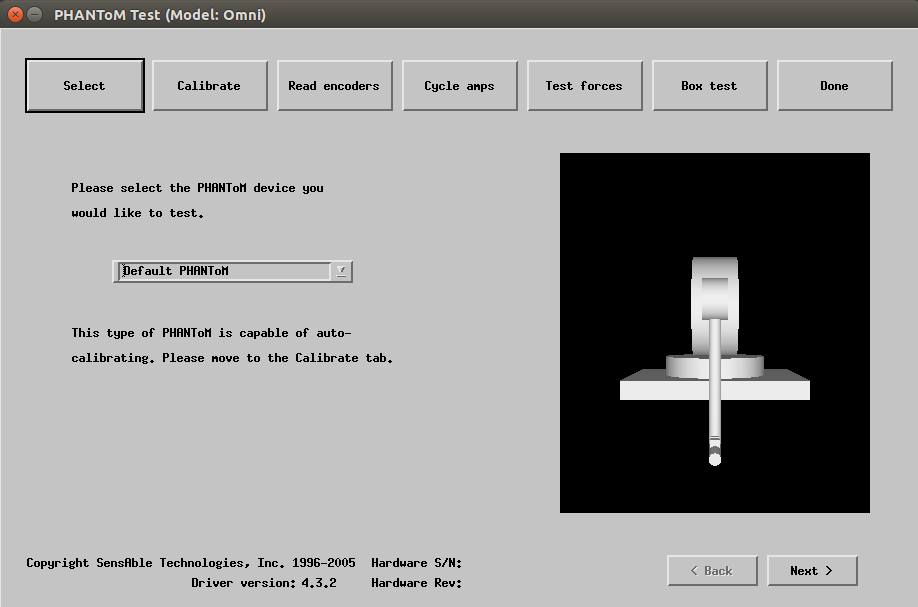 PHANToM Test (Model: Omni)
Select
Calibrate
Read encoders
Cycle amps
Test forces
Box test
Done
Please select the PHANToM device you
would like to test.
Default PHANToM
This type of PHANToM is capable of auto-
calibrating. Please move to the Calibrate tab.
Copyright SensAble Technologies, Inc. 1996-2005
Hardware S/N:
Driver version: 4.3.2
Hardware Rev:
< Back
Next >